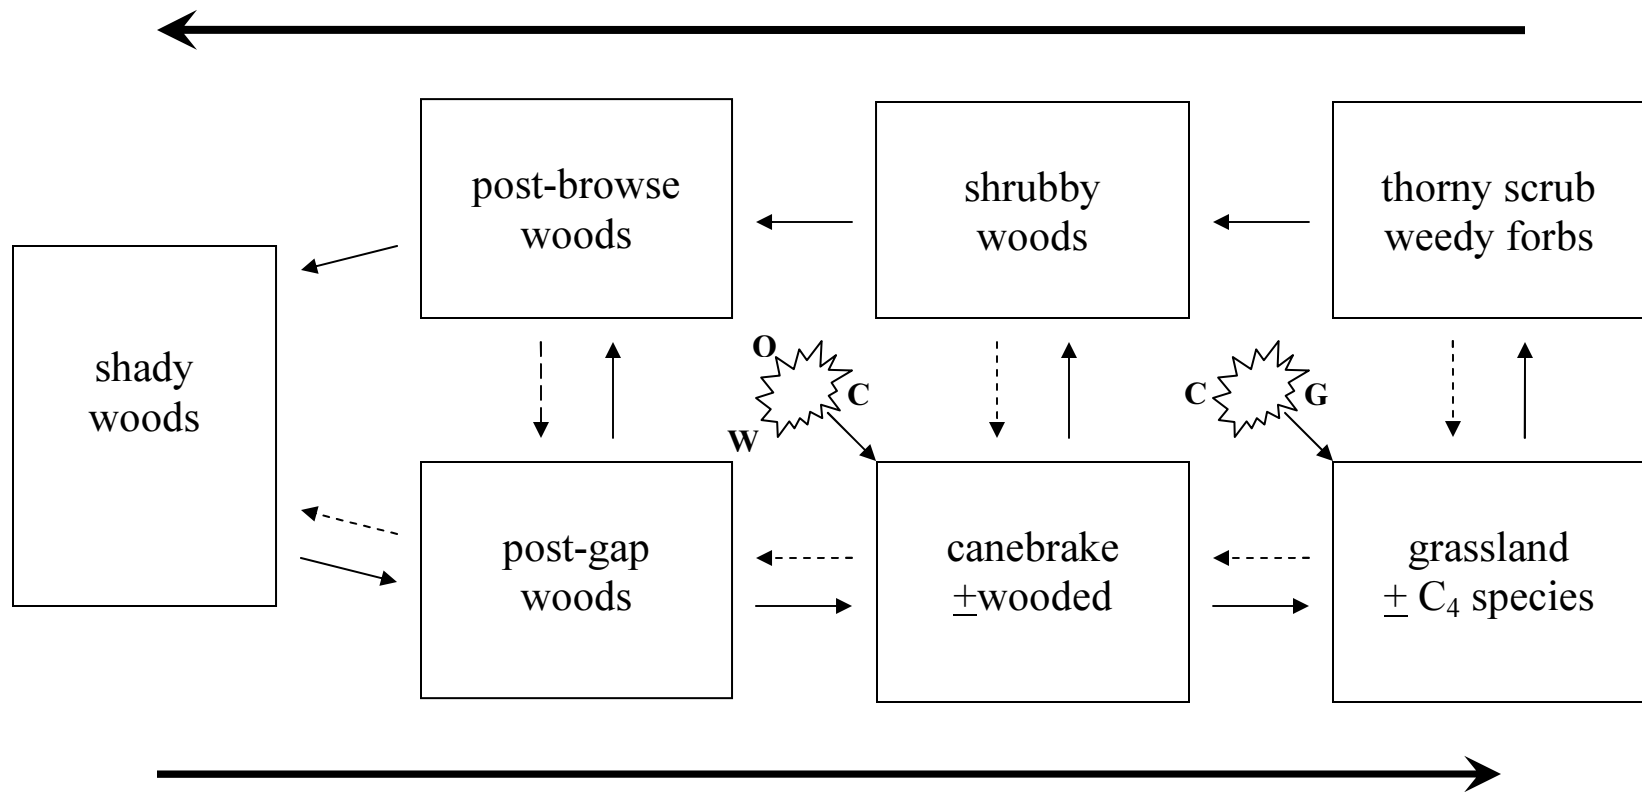 post-browse
woods
shrubby
woods
thorny scrub
weedy forbs
shady
woods
O
C
W
C
G
post-gap
woods
canebrake
±wooded
grassland
± C₄ species